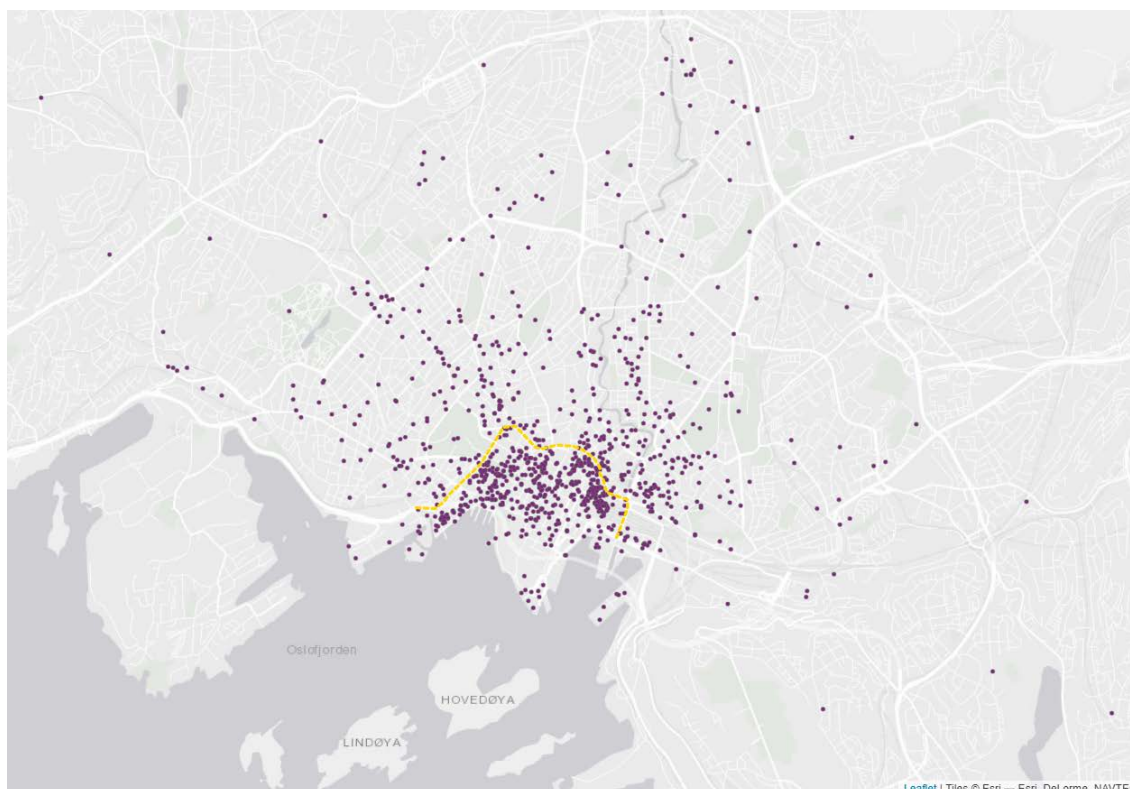 Oslofjorden
HOVEDØYA
LINDØYA
Leaflet | Tiles © Esri — Esri, DeLorme, NAVTE